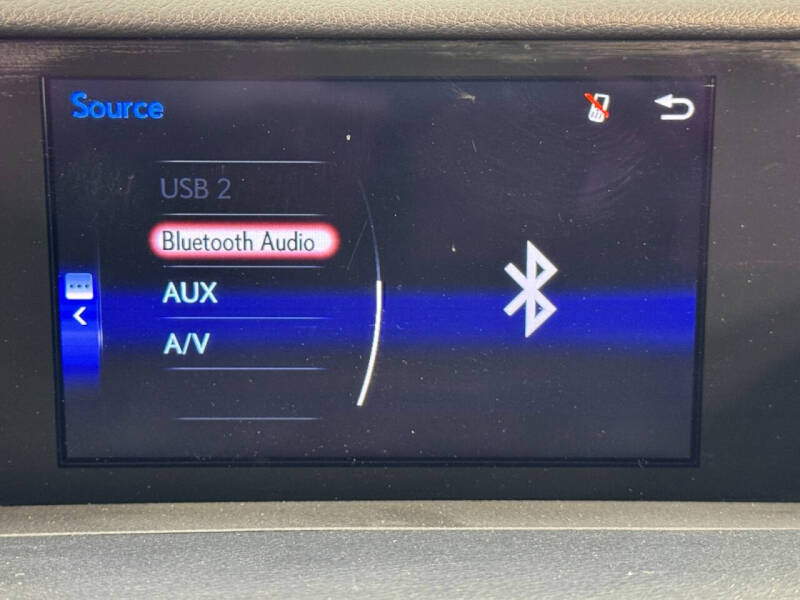 Source
USB 2
Bluetooth Audio
AUX
A/V